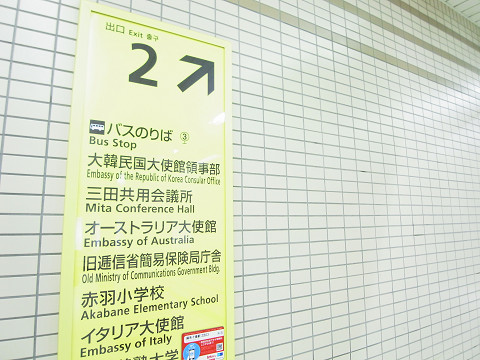 出口 Exit 출구
2
バスのりば ③
Bus Stop
大韓民国大使館領事部
Embassy of the Republic of Korea Consular Office
三田共用会議所
Mita Conference Hall
オーストラリア大使館
Embassy of Australia
旧逓信省簡易保険局庁舎
Old Ministry of Communications Government Bldg.
赤羽小学校
Akabane Elementary School
イタリア大使館
Embassy of Italy
大学